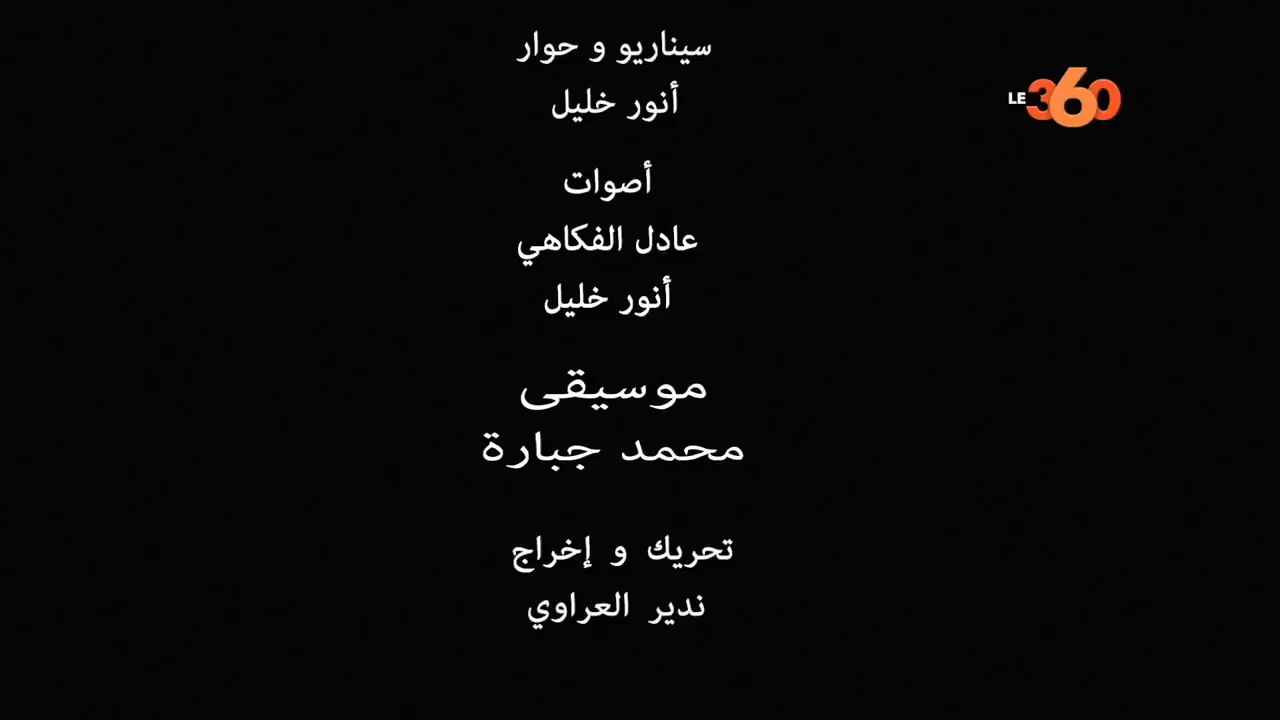 سيناريو و حوار
أنور خليل
LE 360
أصوات
عادل الفكاهي
أنور خليل
موسيقى
محمد جبارة
تحريك و إخراج
ندير العراوي